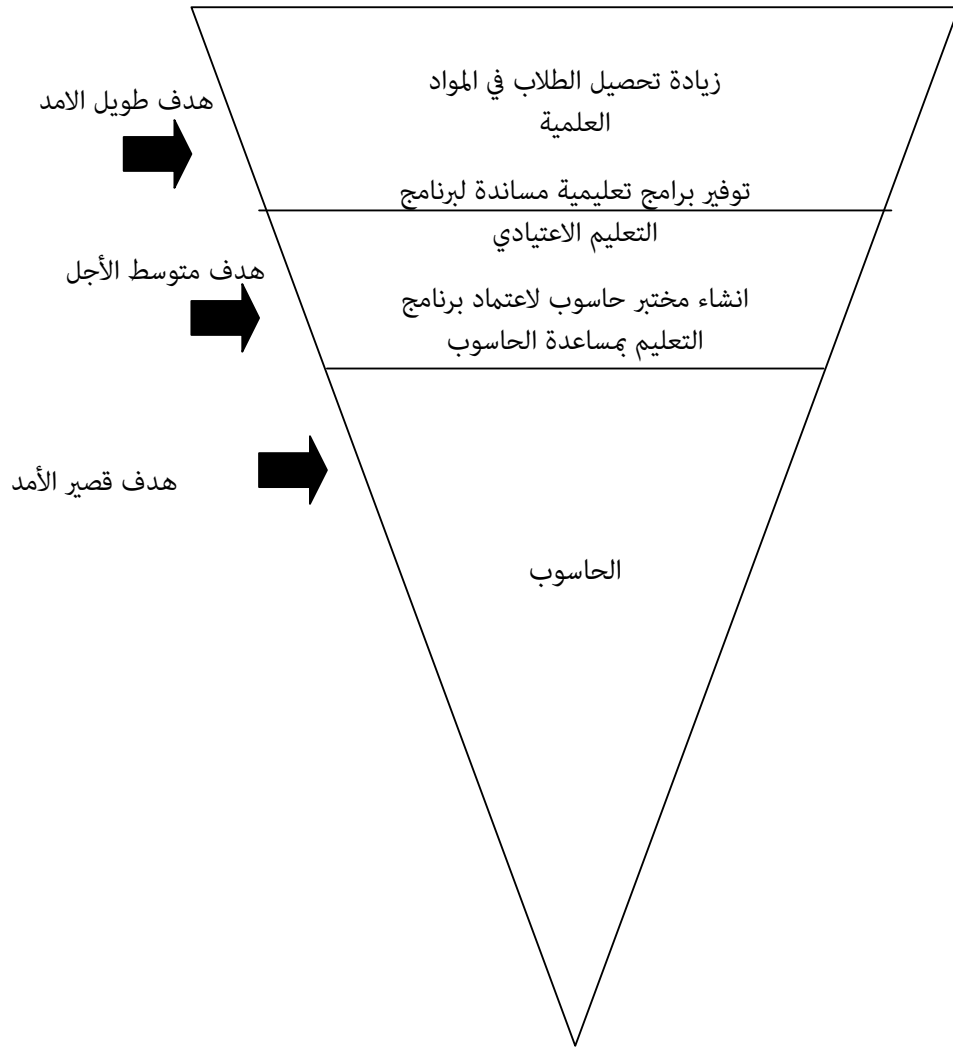 زيادة تحصيل الطلاب في المواد
العلمية
هدف طويل الامد
توفير برامج تعليمية مساندة لبرنامج
التعليم الاعتيادي
هدف متوسط الأجل
انشاء مختبر حاسوب لاعتماد برنامج
التعليم بمساعدة الحاسوب
هدف قصير الأمد
الحاسوب